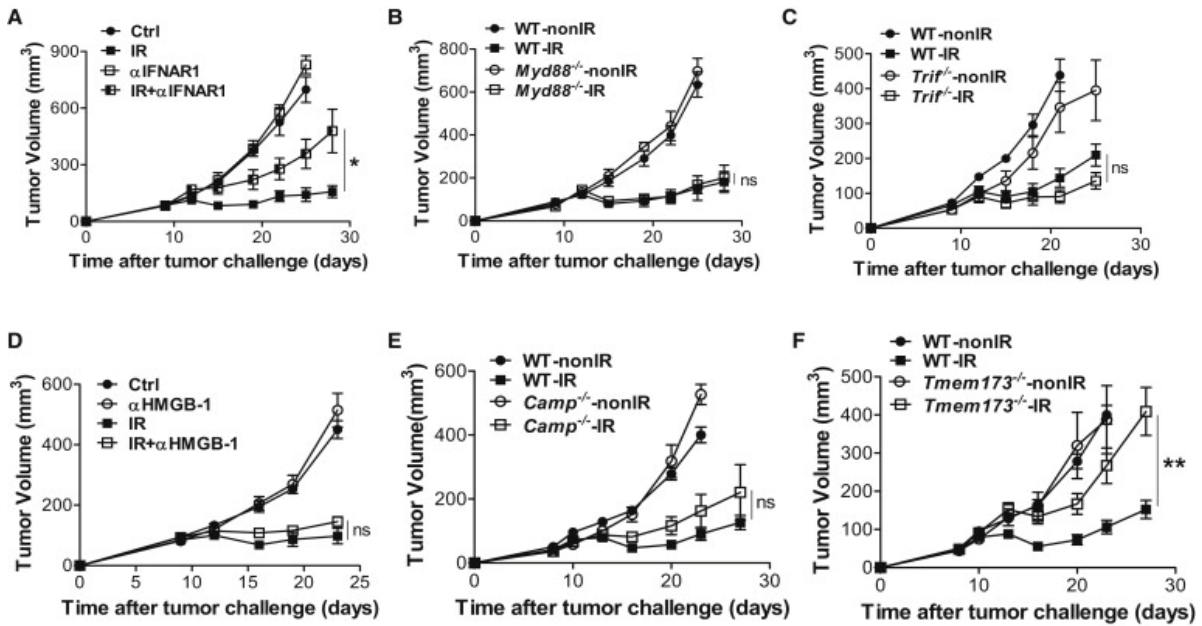 A
Ctrl
IR
αIFNAR1
IR+αIFNAR1
Tumor Volume (mm³)
900
600
300
0
*
0 10 20 30
Time after tumor challenge (days)
B
WT-nonIR
WT-IR
Myd88-/--nonIR
Myd88-/--IR
Tumor Volume (mm³)
800
600
400
200
0
ns
0 10 20 30
Time after tumor challenge (days)
C
WT-nonIR
WT-IR
Trif-/--nonIR
Trif-/--IR
Tumor Volume (mm³)
500
400
300
200
100
0
ns
0 10 20 30
Time after tumor challenge (days)
D
Ctrl
αHMGB-1
IR
IR+αHMGB-1
Tumor Volume (mm³)
600
400
200
0
ns
0 5 10 15 20 25
Time after tumor challenge (days)
E
WT-nonIR
WT-IR
Camp-/--nonIR
Camp-/--IR
Tumor Volume(mm³)
600
400
200
0
ns
0 10 20 30
Time after tumor challenge (days)
F
WT-nonIR
WT-IR
Tmem173-/--nonIR
Tmem173-/--IR
Tumor Volume (mm³)
500
400
300
200
100
0
**
0 10 20 30
Time after tumor challenge (days)